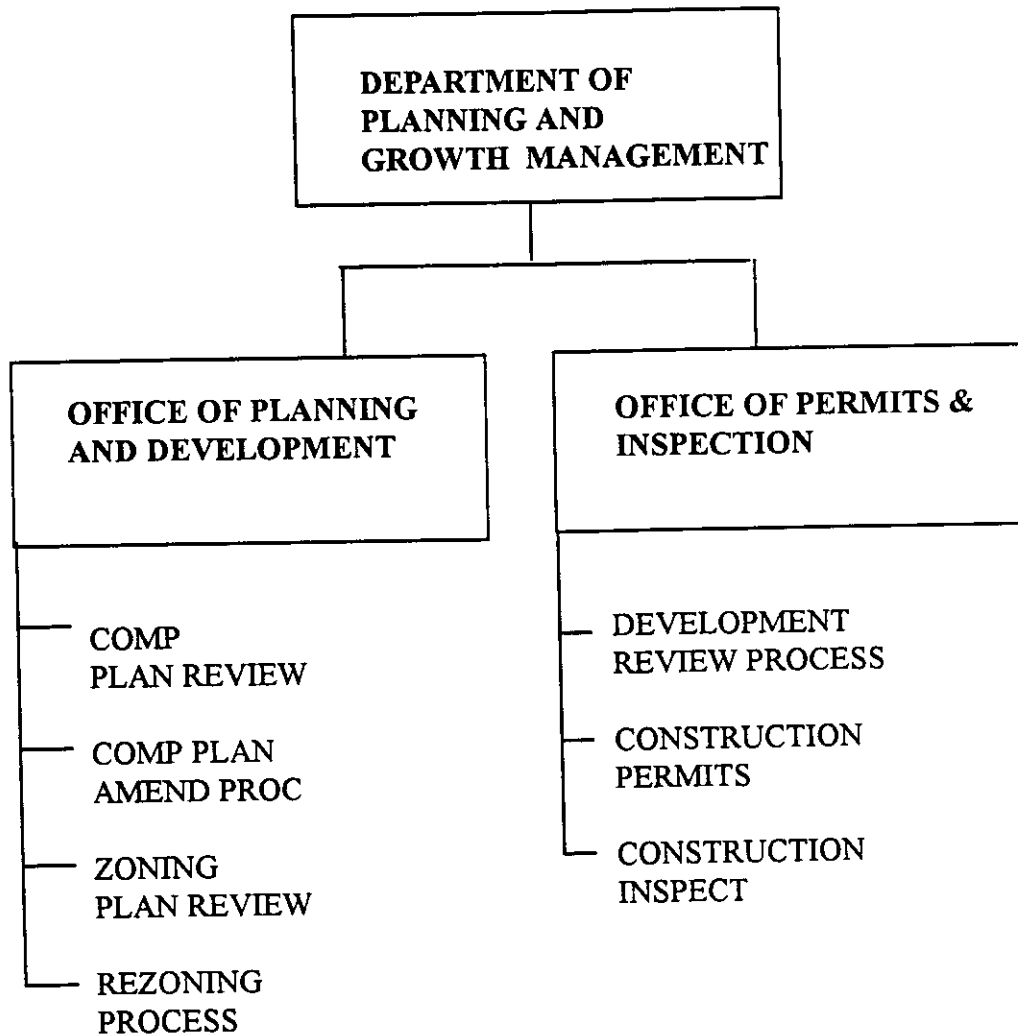 DEPARTMENT OF
PLANNING AND
GROWTH MANAGEMENT
OFFICE OF PLANNING
AND DEVELOPMENT
COMP
PLAN REVIEW
COMP PLAN
AMEND PROC
ZONING
PLAN REVIEW
REZONING
PROCESS
OFFICE OF PERMITS &
INSPECTION
DEVELOPMENT
REVIEW PROCESS
CONSTRUCTION
PERMITS
CONSTRUCTION
INSPECT